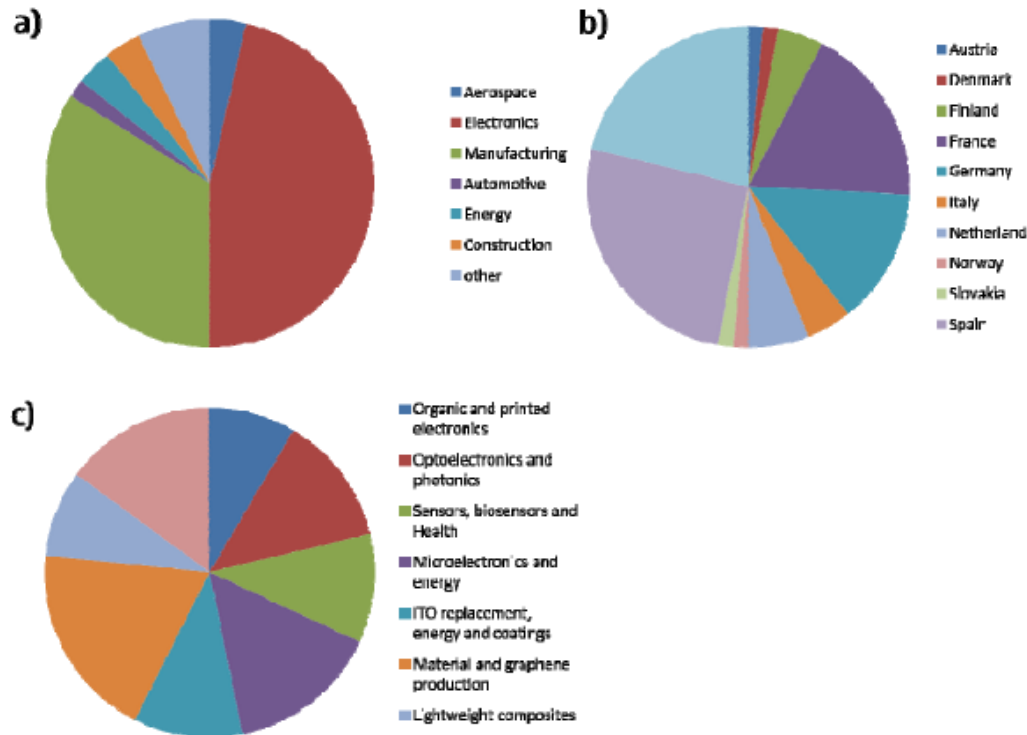 a)
Aerospace
Electronics
Manufacturing
Automotive
Energy
Construction
other
b)
Austria
Denmark
Finland
France
Germany
Italy
Netherland
Norway
Slovakia
Spain
c)
Organic and printed
electronics
Optoelectronics and
photonics
Sensors, biosensors and
Health
Microelectronics and
energy
ITO replacement,
energy and coatings
Material and graphene
production
Lightweight composites